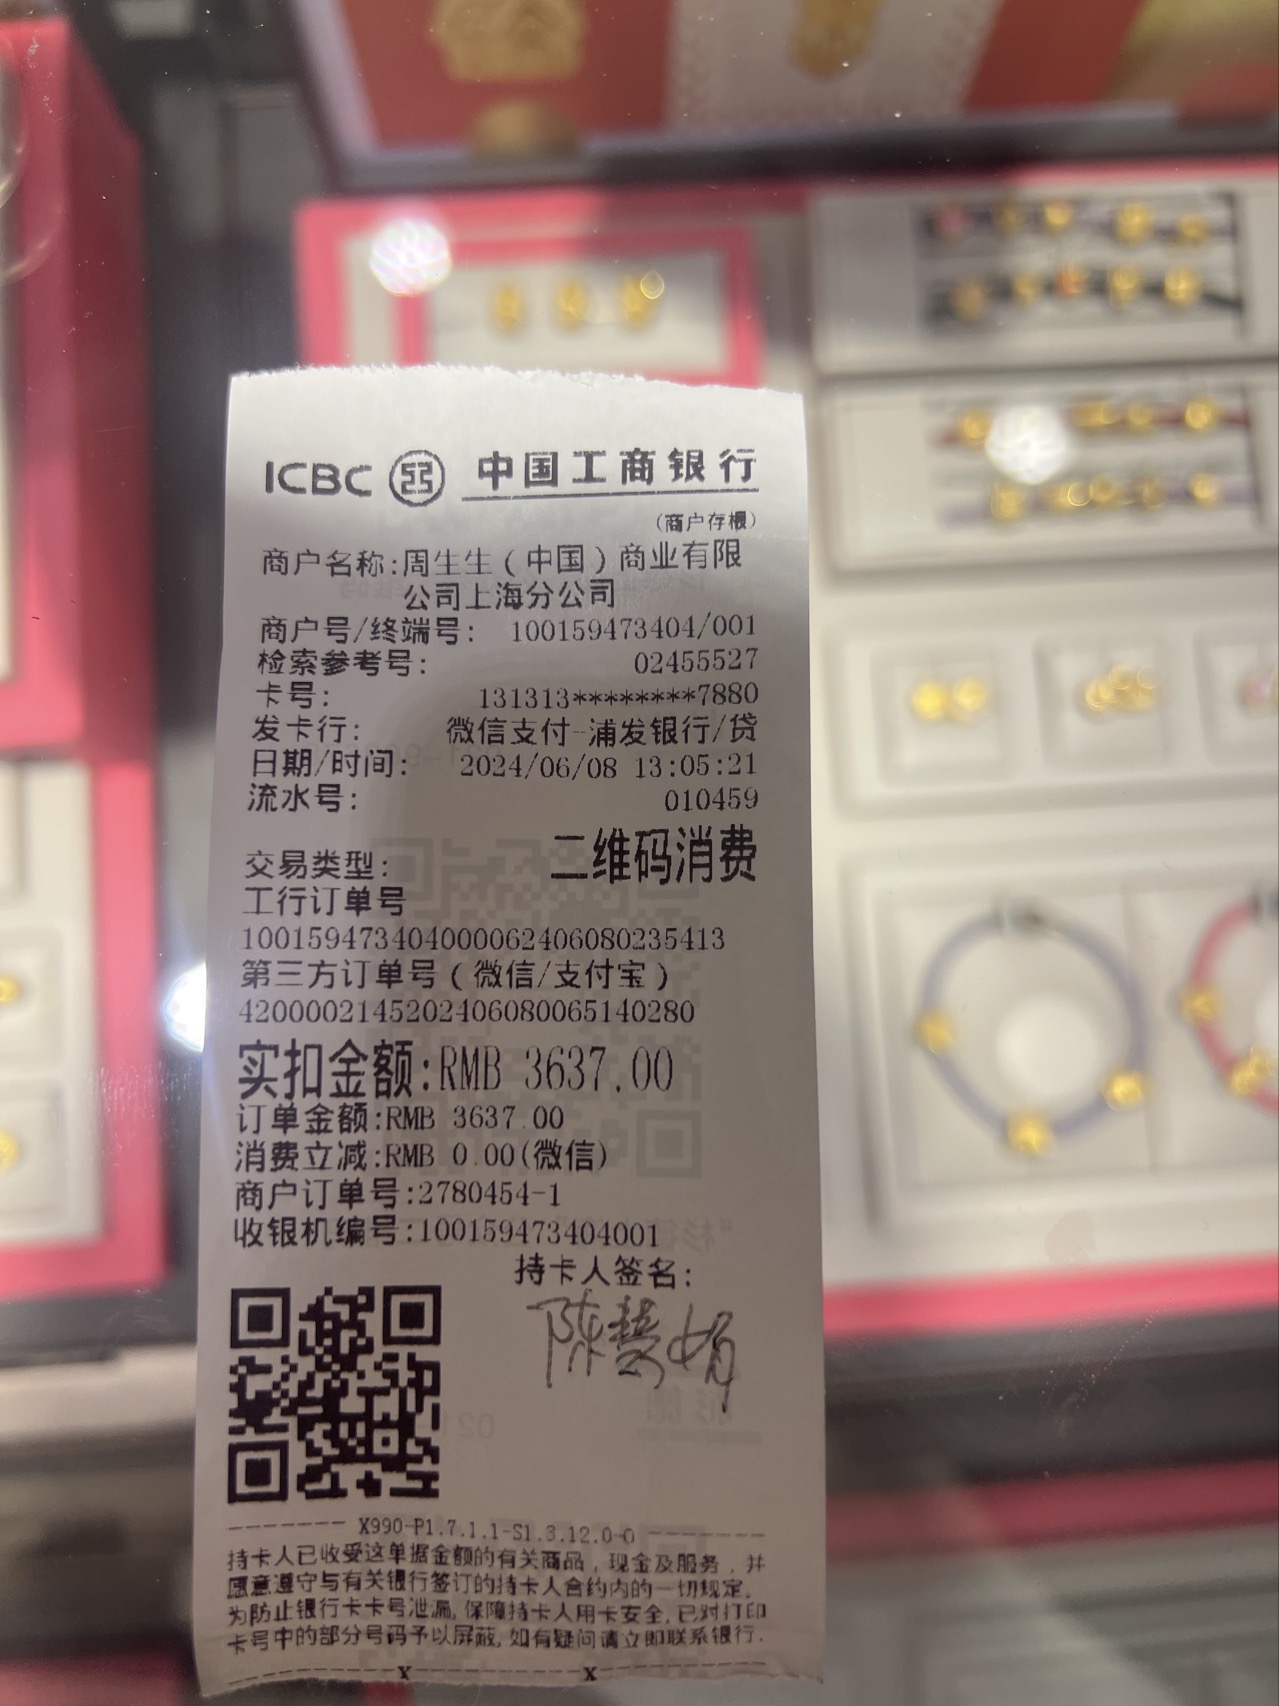 ICBC 中国工商银行
(商户存根)
商户名称:周生生(中国)商业有限
公司上海分公司
商户号/终端号: 100159473404/001
检索参考号: 02455527
卡号: 131313********7880
发卡行: 微信支付-浦发银行/贷
日期/时间: 2024/06/08 13:05:21
流水号: 010459
交易类型: 二维码消费
工行订单号
100159473404000062406080235413
第三方订单号(微信/支付宝)
4200002145202406080065140280
实扣金额:RMB 3637.00
订单金额:RMB 3637.00
消费立减:RMB 0.00(微信)
商户订单号:2780454-1
收银机编号:100159473404001
持卡人签名:
陈慧娟
X990-P1.7.1.1-S1.3.12.0-0
持卡人已收受这单据金额的有关商品,现金及服务,并
愿意遵守与有关银行签订的持卡人合约内的一切规定。
为防止银行卡卡号泄漏,保障持卡人用卡安全,已对打印
卡号中的部分号码予以屏蔽,如有疑问请立即联系银行.
X X